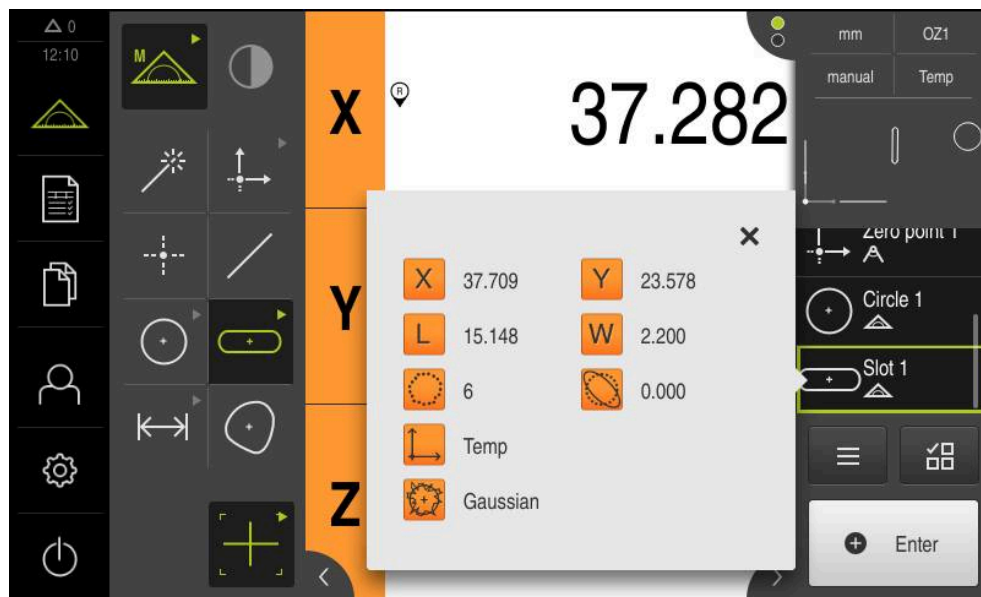 0
12:10
M
X
R
37.282
mm
OZ1
manual
Temp
Zero point 1
Circle 1
Slot 1
Y
Z
X 37.709 Y 23.578
L 15.148 W 2.200
6 0.000
Temp
Gaussian
Enter